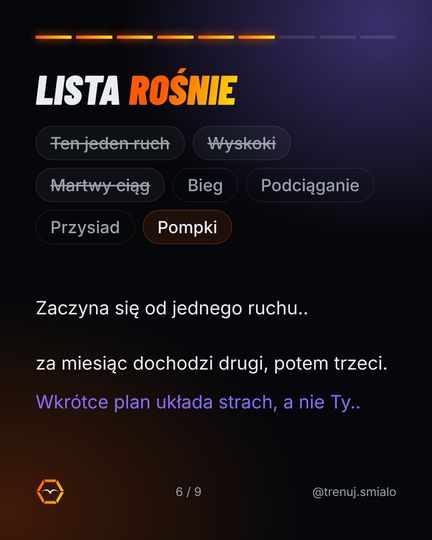 LISTA ROŚNIE
Ten jeden ruch Wyskoki
Martwy ciąg Bieg Podciąganie
Przysiad Pompki
Zaczyna się od jednego ruchu..
za miesiąc dochodzi drugi, potem trzeci.
Wkrótce plan układa strach, a nie Ty..
6 / 9 @trenuj.smialo